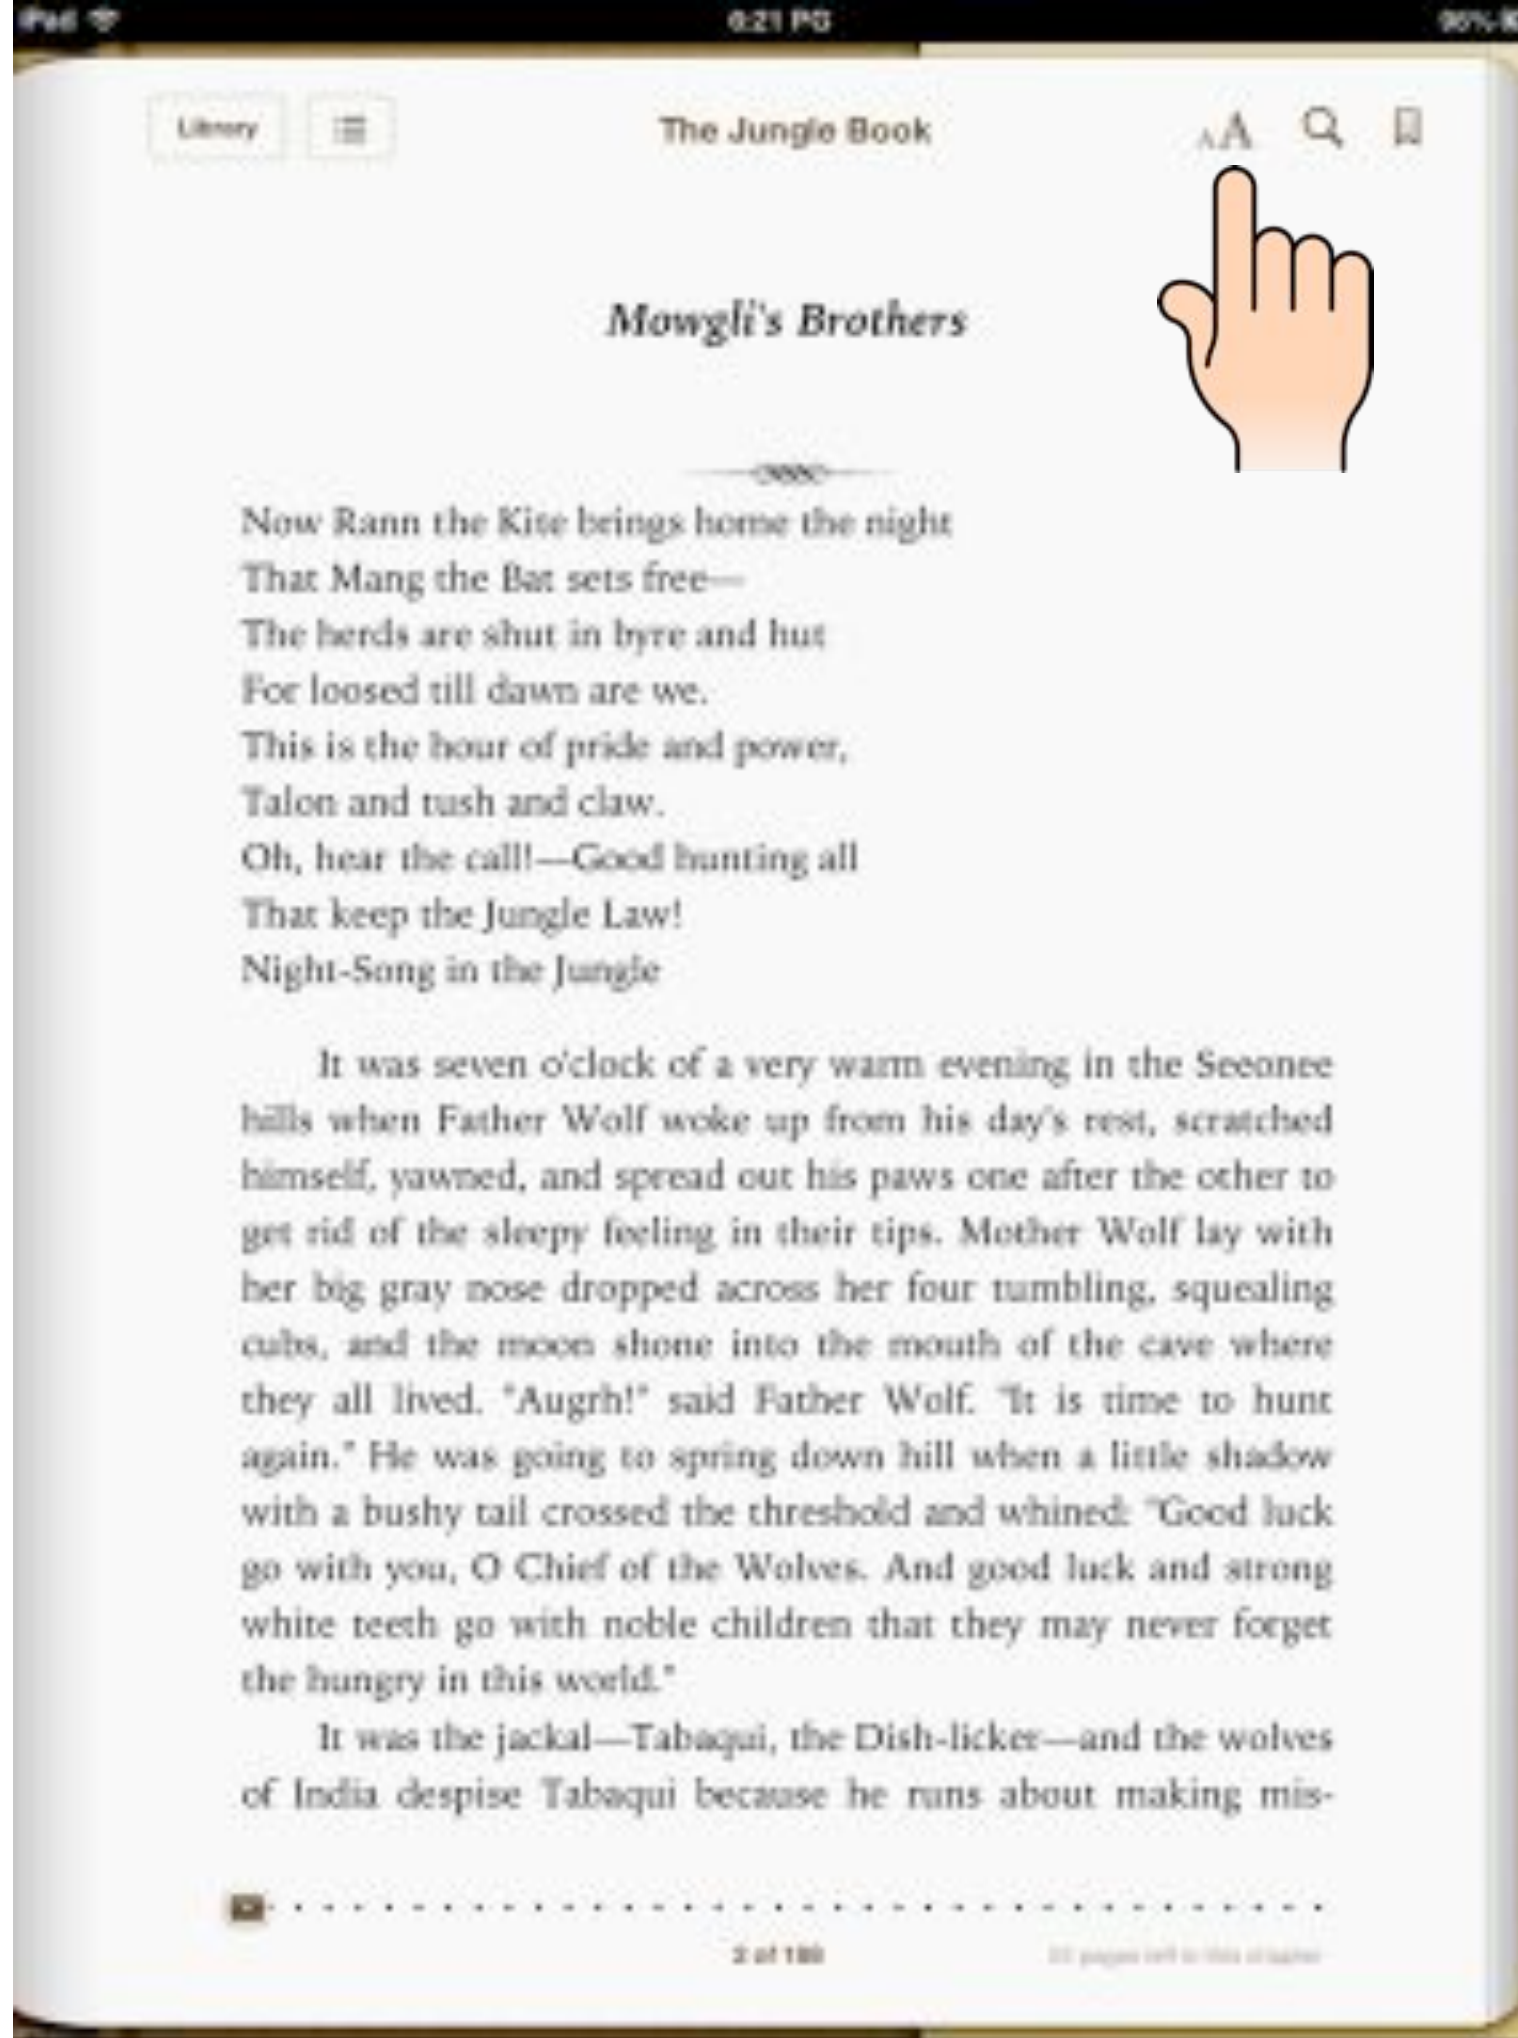 iPad
Library
The Jungle Book
AA
Mowgli's Brothers
Now Rann the Kite brings home the night
That Mang the Bat sets free—
The herds are shut in byre and hut
For loosed till dawn are we.
This is the hour of pride and power,
Talon and tush and claw.
Oh, hear the call!—Good hunting all
That keep the Jungle Law!
Night-Song in the Jungle
It was seven o'clock of a very warm evening in the Seeonee
hills when Father Wolf woke up from his day's rest, scratched
himself, yawned, and spread out his paws one after the other to
get rid of the sleepy feeling in their tips. Mother Wolf lay with
her big gray nose dropped across her four tumbling, squealing
cubs, and the moon shone into the mouth of the cave where
they all lived. "Augrh!" said Father Wolf. "It is time to hunt
again." He was going to spring down hill when a little shadow
with a bushy tail crossed the threshold and whined: "Good luck
go with you, O Chief of the Wolves. And good luck and strong
white teeth go with noble children that they may never forget
the hungry in this world."
It was the jackal—Tabaqui, the Dish-licker—and the wolves
of India despise Tabaqui because he runs about making mis-
pages left in this chapter